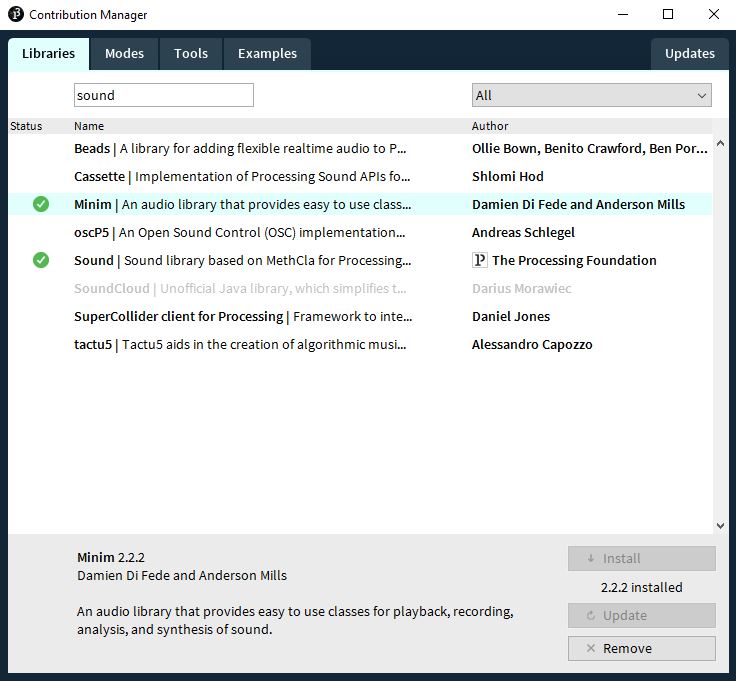 Contribution Manager
Libraries Modes Tools Examples Updates
sound All
Status Name Author
Beads | A library for adding flexible realtime audio to P... Ollie Bown, Benito Crawford, Ben Por...
Cassette | Implementation of Processing Sound APIs fo... Shlomi Hod
Minim | An audio library that provides easy to use class... Damien Di Fede and Anderson Mills
oscP5 | An Open Sound Control (OSC) implementation... Andreas Schlegel
Sound | Sound library based on MethCla for Processing... The Processing Foundation
SoundCloud | Unofficial Java library, which simplifies t... Darius Morawiec
SuperCollider client for Processing | Framework to inte... Daniel Jones
tactu5 | Tactu5 aids in the creation of algorithmic musi... Alessandro Capozzo
Minim 2.2.2
Damien Di Fede and Anderson Mills
An audio library that provides easy to use classes for playback, recording,
analysis, and synthesis of sound.
Install
2.2.2 installed
Update
Remove